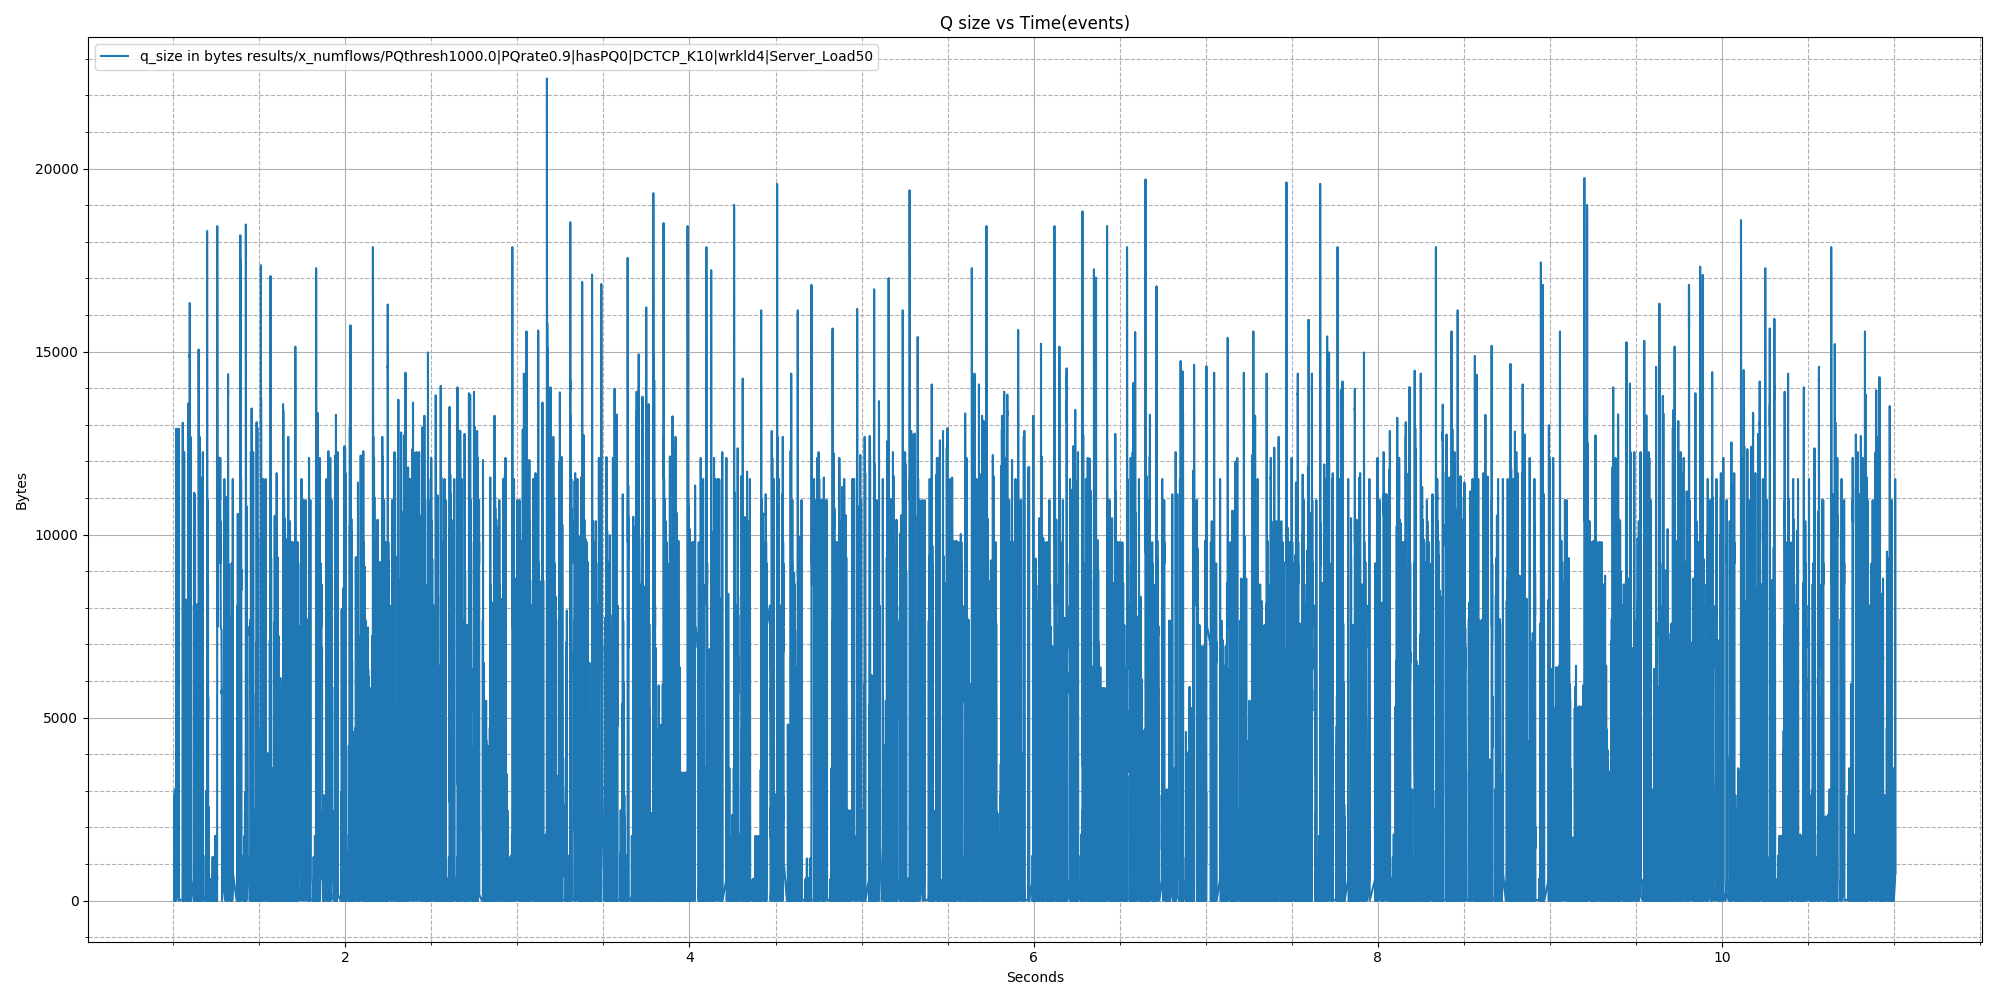 Q size vs Time(events)
q_size in bytes results/x_numflows/PQthresh1000.0|PQrate0.9|hasPQ0|DCTCP_K10|wrkld4|Server_Load50
20000
15000
10000
5000
0
Bytes
2 4 6 8 10
Seconds